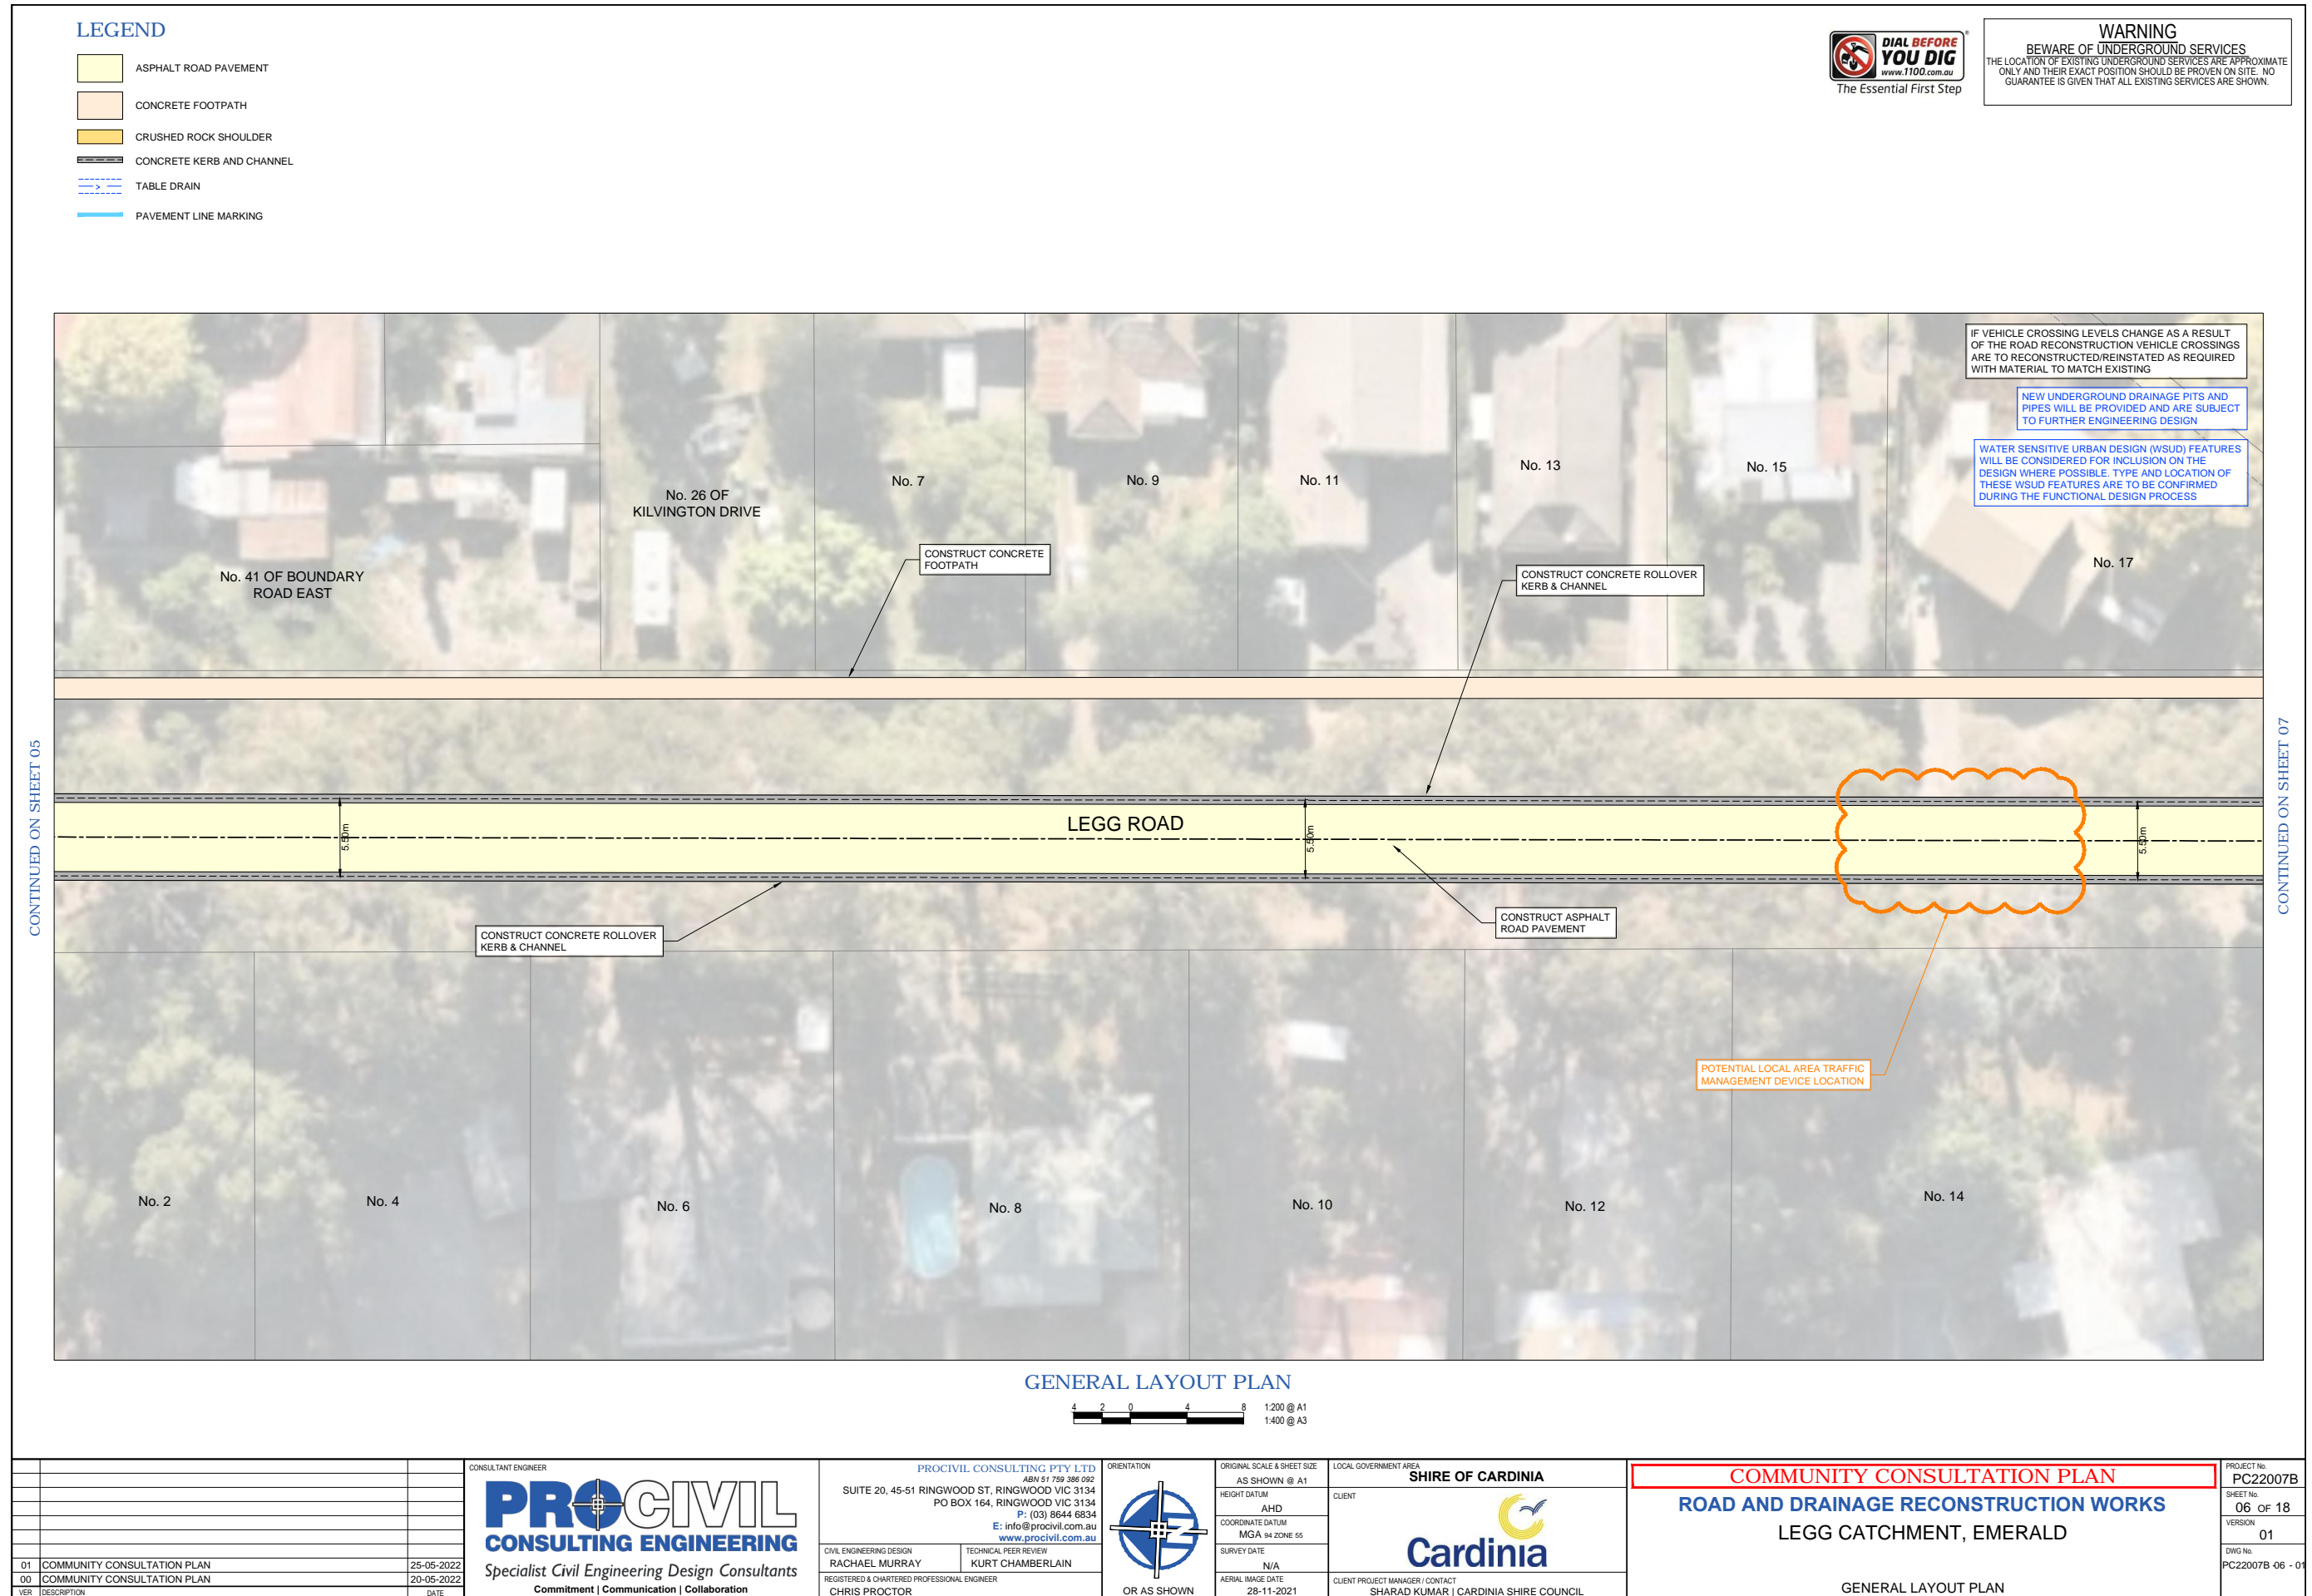 LEGEND
ASPHALT ROAD PAVEMENT
CONCRETE FOOTPATH
CRUSHED ROCK SHOULDER
CONCRETE KERB AND CHANNEL
TABLE DRAIN
PAVEMENT LINE MARKING
DIAL BEFORE
YOU DIG
www.1100.com.au
The Essential First Step
WARNING
BEWARE OF UNDERGROUND SERVICES
THE LOCATION OF EXISTING UNDERGROUND SERVICES ARE APPROXIMATE
ONLY AND THEIR EXACT POSITION SHOULD BE PROVEN ON SITE. NO
GUARANTEE IS GIVEN THAT ALL EXISTING SERVICES ARE SHOWN.
IF VEHICLE CROSSING LEVELS CHANGE AS A RESULT
OF THE ROAD RECONSTRUCTION VEHICLE CROSSINGS
ARE TO RECONSTRUCTED/REINSTATED AS REQUIRED
WITH MATERIAL TO MATCH EXISTING
NEW UNDERGROUND DRAINAGE PITS AND
PIPES WILL BE PROVIDED AND ARE SUBJECT
TO FURTHER ENGINEERING DESIGN
WATER SENSITIVE URBAN DESIGN (WSUD) FEATURES
WILL BE CONSIDERED FOR INCLUSION ON THE
DESIGN WHERE POSSIBLE. TYPE AND LOCATION OF
THESE WSUD FEATURES ARE TO BE CONFIRMED
DURING THE FUNCTIONAL DESIGN PROCESS
No. 41 OF BOUNDARY
ROAD EAST
No. 26 OF
KILVINGTON DRIVE
No. 7
No. 9
No. 11
No. 13
No. 15
No. 17
CONSTRUCT CONCRETE
FOOTPATH
CONSTRUCT CONCRETE ROLLOVER
KERB & CHANNEL
CONTINUED ON SHEET 05
5.50m
LEGG ROAD
5.50m
5.50m
CONTINUED ON SHEET 07
CONSTRUCT CONCRETE ROLLOVER
KERB & CHANNEL
CONSTRUCT ASPHALT
ROAD PAVEMENT
POTENTIAL LOCAL AREA TRAFFIC
MANAGEMENT DEVICE LOCATION
No. 2
No. 4
No. 6
No. 8
No. 10
No. 12
No. 14
GENERAL LAYOUT PLAN
4 2 0 4 8
1:200 @ A1
1:400 @ A3
01 COMMUNITY CONSULTATION PLAN 25-05-2022
00 COMMUNITY CONSULTATION PLAN 20-05-2022
VER DESCRIPTION DATE
CONSULTANT ENGINEER
PROCIVIL
CONSULTING ENGINEERING
Specialist Civil Engineering Design Consultants
Commitment | Communication | Collaboration
PROCIVIL CONSULTING PTY LTD
ABN 51 759 386 092
SUITE 20, 45-51 RINGWOOD ST, RINGWOOD VIC 3134
PO BOX 164, RINGWOOD VIC 3134
P: (03) 8644 6834
E: info@procivil.com.au
www.procivil.com.au
CIVIL ENGINEERING DESIGN
RACHAEL MURRAY
TECHNICAL PEER REVIEW
KURT CHAMBERLAIN
REGISTERED & CHARTERED PROFESSIONAL ENGINEER
CHRIS PROCTOR
ORIENTATION
N
OR AS SHOWN
ORIGINAL SCALE & SHEET SIZE
AS SHOWN @ A1
HEIGHT DATUM
AHD
COORDINATE DATUM
MGA 94 ZONE 55
SURVEY DATE
N/A
AERIAL IMAGE DATE
28-11-2021
LOCAL GOVERNMENT AREA
SHIRE OF CARDINIA
CLIENT
Cardinia
CLIENT PROJECT MANAGER / CONTACT
SHARAD KUMAR | CARDINIA SHIRE COUNCIL
COMMUNITY CONSULTATION PLAN
ROAD AND DRAINAGE RECONSTRUCTION WORKS
LEGG CATCHMENT, EMERALD
GENERAL LAYOUT PLAN
PROJECT No.
PC22007B
SHEET No.
06 OF 18
VERSION
01
DWG No.
PC22007B -06 - 01